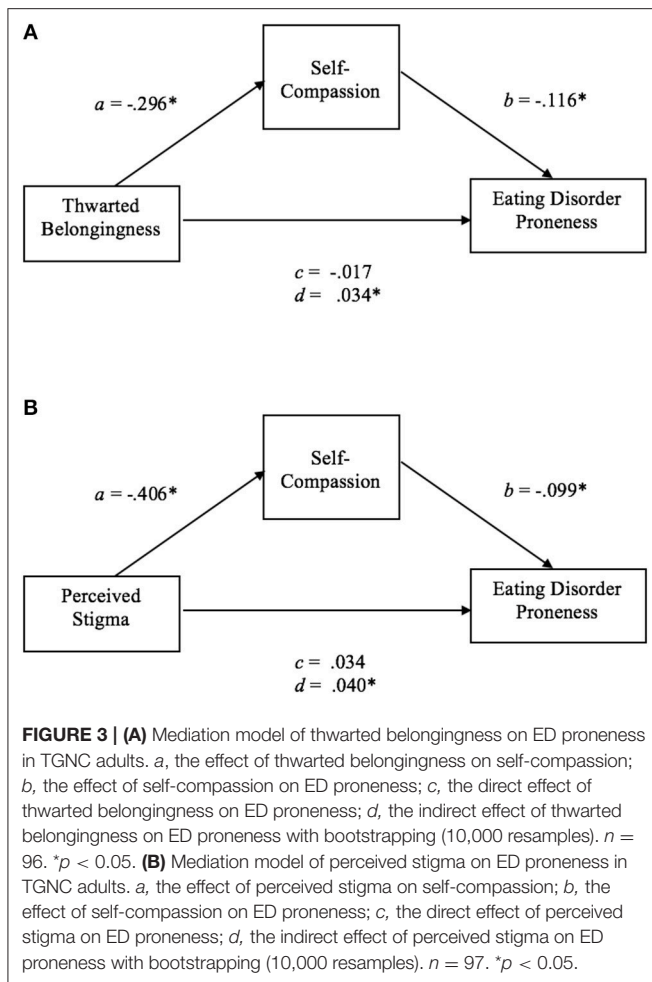 A
Self-
Compassion
a = -.296*
b = -.116*
Thwarted
Belongingness
Eating Disorder
Proneness
c = -.017
d = .034*
B
Self-
Compassion
a = -.406*
b = -.099*
Perceived
Stigma
Eating Disorder
Proneness
c = .034
d = .040*
FIGURE 3 | (A) Mediation model of thwarted belongingness on ED proneness
in TGNC adults. a, the effect of thwarted belongingness on self-compassion;
b, the effect of self-compassion on ED proneness; c, the direct effect of
thwarted belongingness on ED proneness; d, the indirect effect of thwarted
belongingness on ED proneness with bootstrapping (10,000 resamples). n =
96. *p < 0.05. (B) Mediation model of perceived stigma on ED proneness in
TGNC adults. a, the effect of perceived stigma on self-compassion; b, the
effect of self-compassion on ED proneness; c, the direct effect of perceived
stigma on ED proneness; d, the indirect effect of perceived stigma on ED
proneness with bootstrapping (10,000 resamples). n = 97. *p < 0.05.